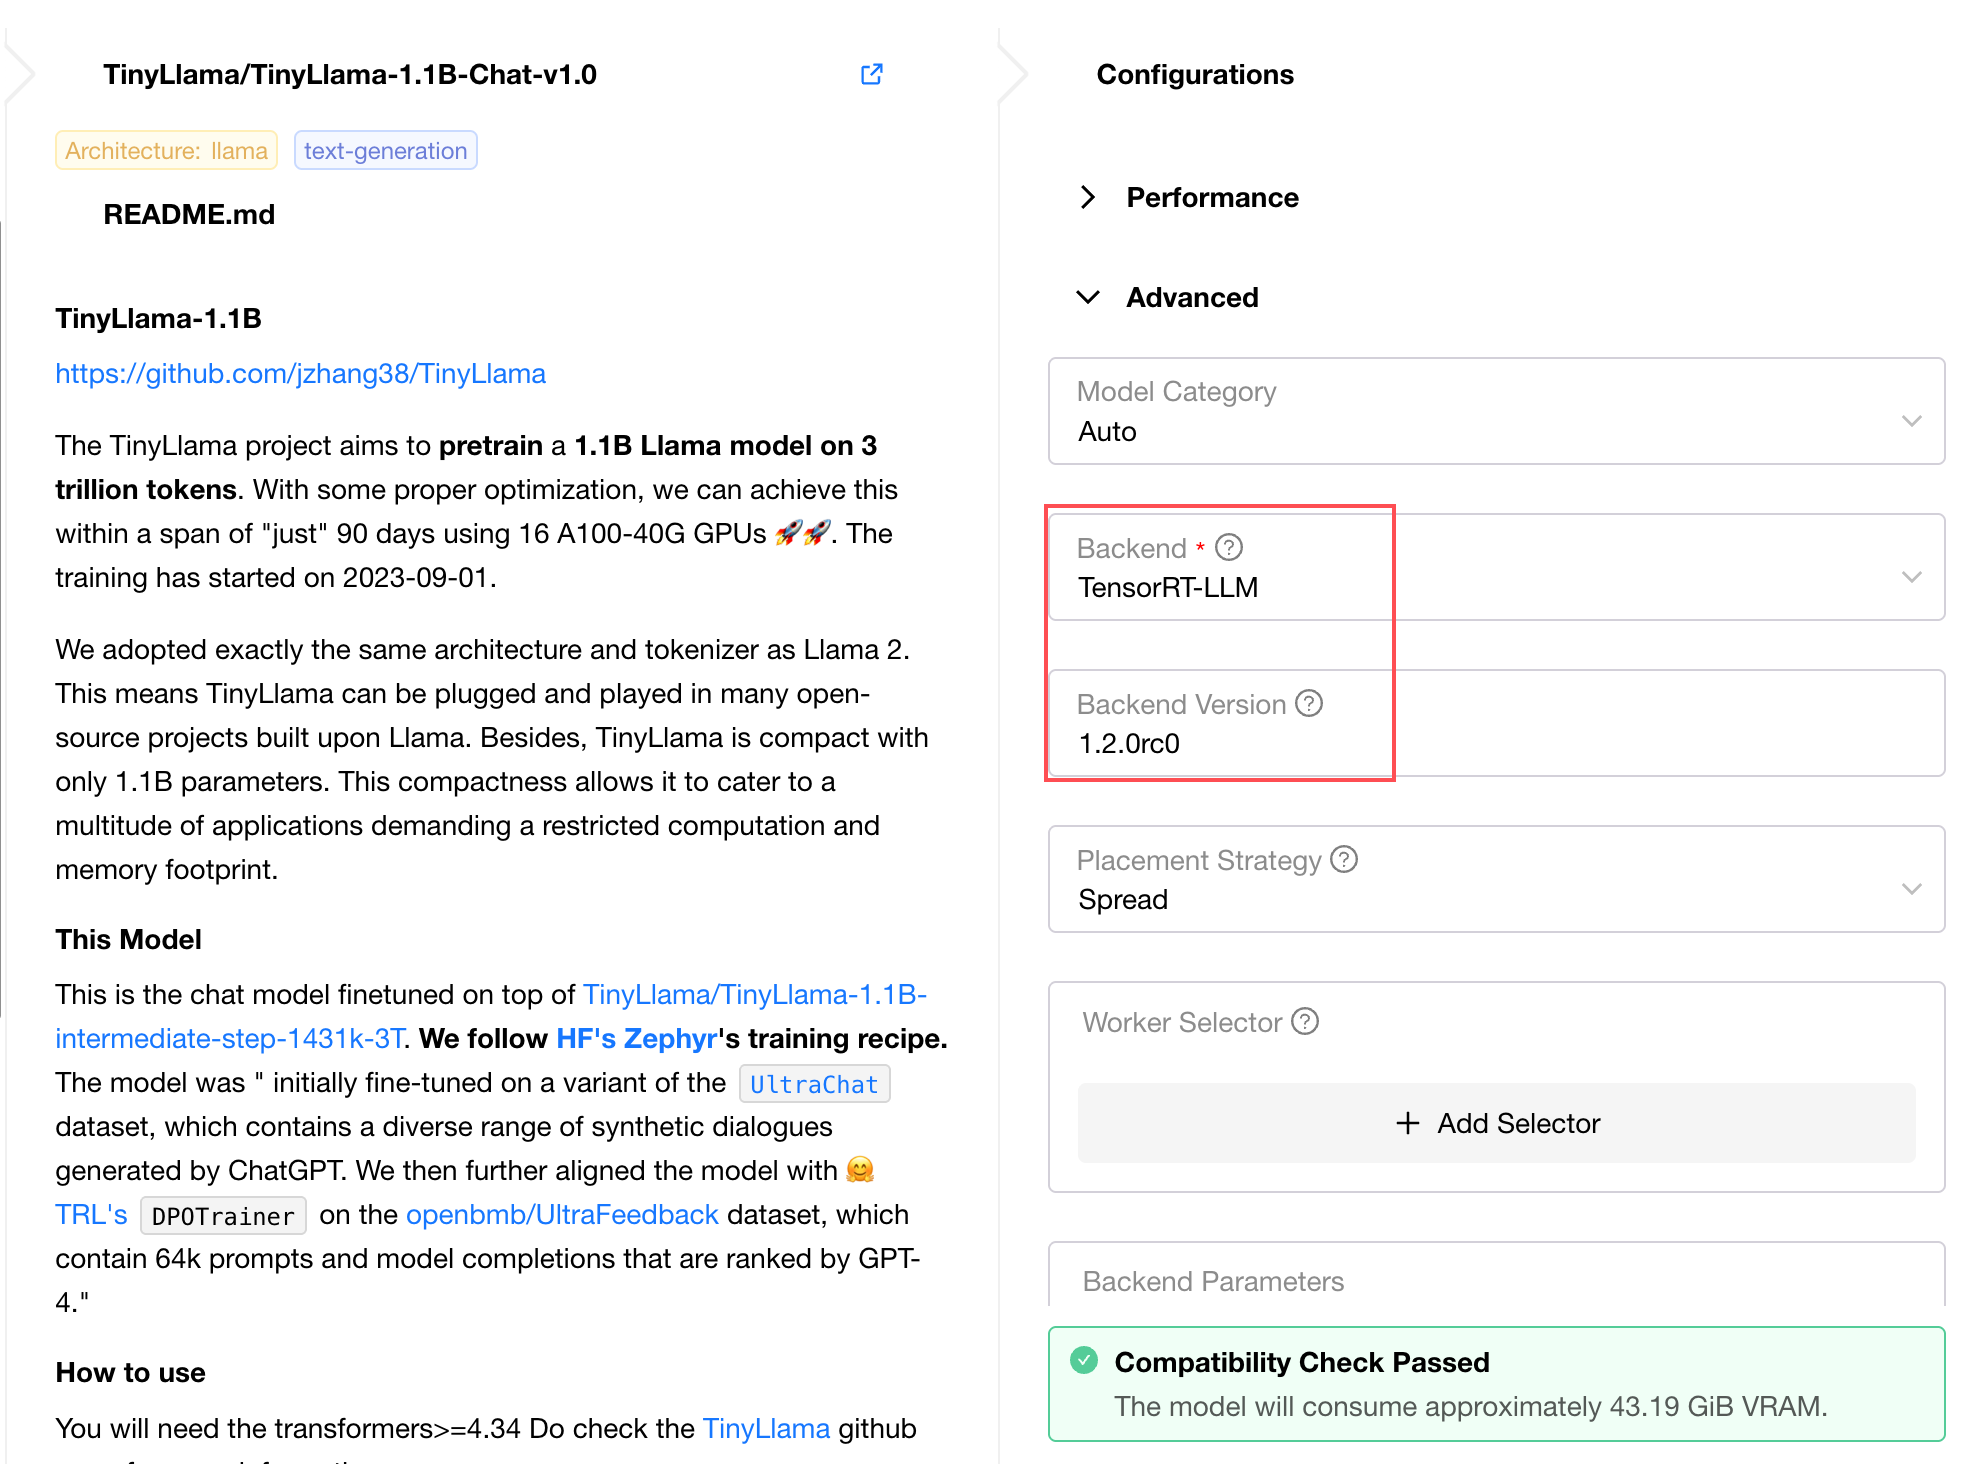 TinyLlama/TinyLlama-1.1B-Chat-v1.0
Architecture: llama
text-generation
README.md
TinyLlama-1.1B
https://github.com/jzhang38/TinyLlama
The TinyLlama project aims to pretrain a 1.1B Llama model on 3
trillion tokens. With some proper optimization, we can achieve this
within a span of "just" 90 days using 16 A100-40G GPUs 🚀🚀. The
training has started on 2023-09-01.
We adopted exactly the same architecture and tokenizer as Llama 2.
This means TinyLlama can be plugged and played in many open-
source projects built upon Llama. Besides, TinyLlama is compact with
only 1.1B parameters. This compactness allows it to cater to a
multitude of applications demanding a restricted computation and
memory footprint.
This Model
This is the chat model finetuned on top of TinyLlama/TinyLlama-1.1B-
intermediate-step-1431k-3T. We follow HF's Zephyr's training recipe.
The model was " initially fine-tuned on a variant of the UltraChat
dataset, which contains a diverse range of synthetic dialogues
generated by ChatGPT. We then further aligned the model with 🤗
TRL's DPOTrainer on the openbmb/UltraFeedback dataset, which
contain 64k prompts and model completions that are ranked by GPT-
4."
How to use
You will need the transformers>=4.34 Do check the TinyLlama github
Configurations
Performance
Advanced
Model Category
Auto
Backend *
TensorRT-LLM
Backend Version
1.2.0rc0
Placement Strategy
Spread
Worker Selector
+ Add Selector
Backend Parameters
Compatibility Check Passed
The model will consume approximately 43.19 GiB VRAM.